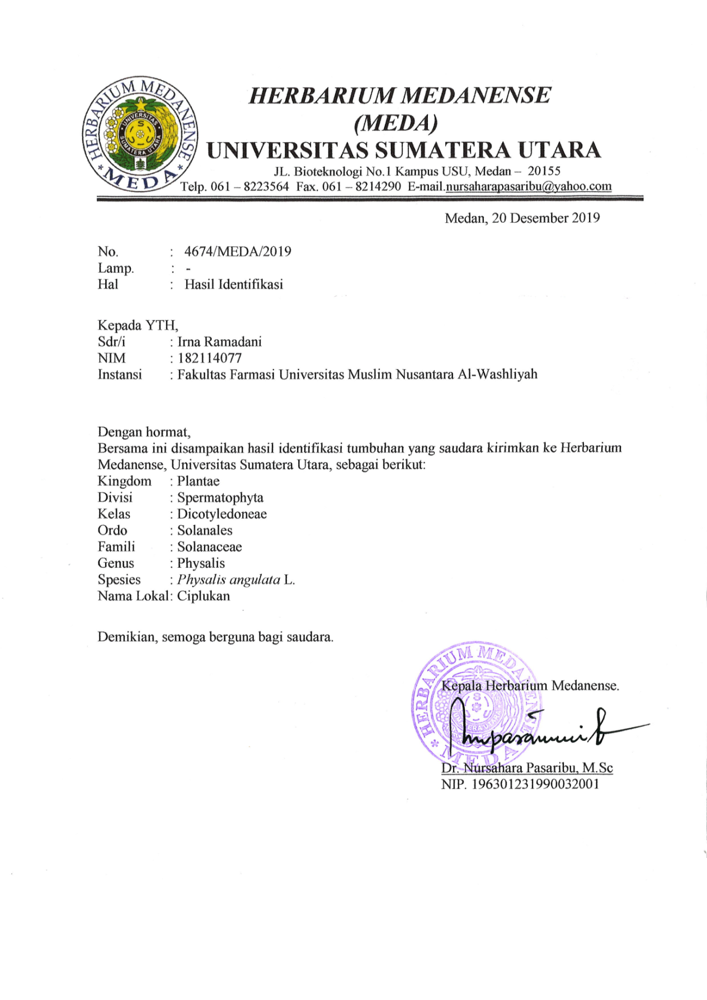 HERBARIUM MEDANENSE
MEDA
UNIVERSITAS
SUMATERA UTARA
HERBARIUM MEDANENSE
(MEDA)
UNIVERSITAS SUMATERA UTARA
JL. Bioteknologi No.1 Kampus USU, Medan – 20155
Telp. 061 – 8223564 Fax. 061 – 8214290 E-mail.nursaharapasaribu@yahoo.com
Medan, 20 Desember 2019
No. : 4674/MEDA/2019
Lamp. : -
Hal : Hasil Identifikasi
Kepada YTH,
Sdr/i : Irna Ramadani
NIM : 182114077
Instansi : Fakultas Farmasi Universitas Muslim Nusantara Al-Washliyah
Dengan hormat,
Bersama ini disampaikan hasil identifikasi tumbuhan yang saudara kirimkan ke Herbarium
Medanense, Universitas Sumatera Utara, sebagai berikut:
Kingdom : Plantae
Divisi : Spermatophyta
Kelas : Dicotyledoneae
Ordo : Solanales
Famili : Solanaceae
Genus : Physalis
Spesies : Physalis angulata L.
Nama Lokal: Ciplukan
Demikian, semoga berguna bagi saudara.
HERBARIUM MEDANENSE
MEDA
Kepala Herbarium Medanense.
Dr. Nursahara Pasaribu, M.Sc
NIP. 196301231990032001